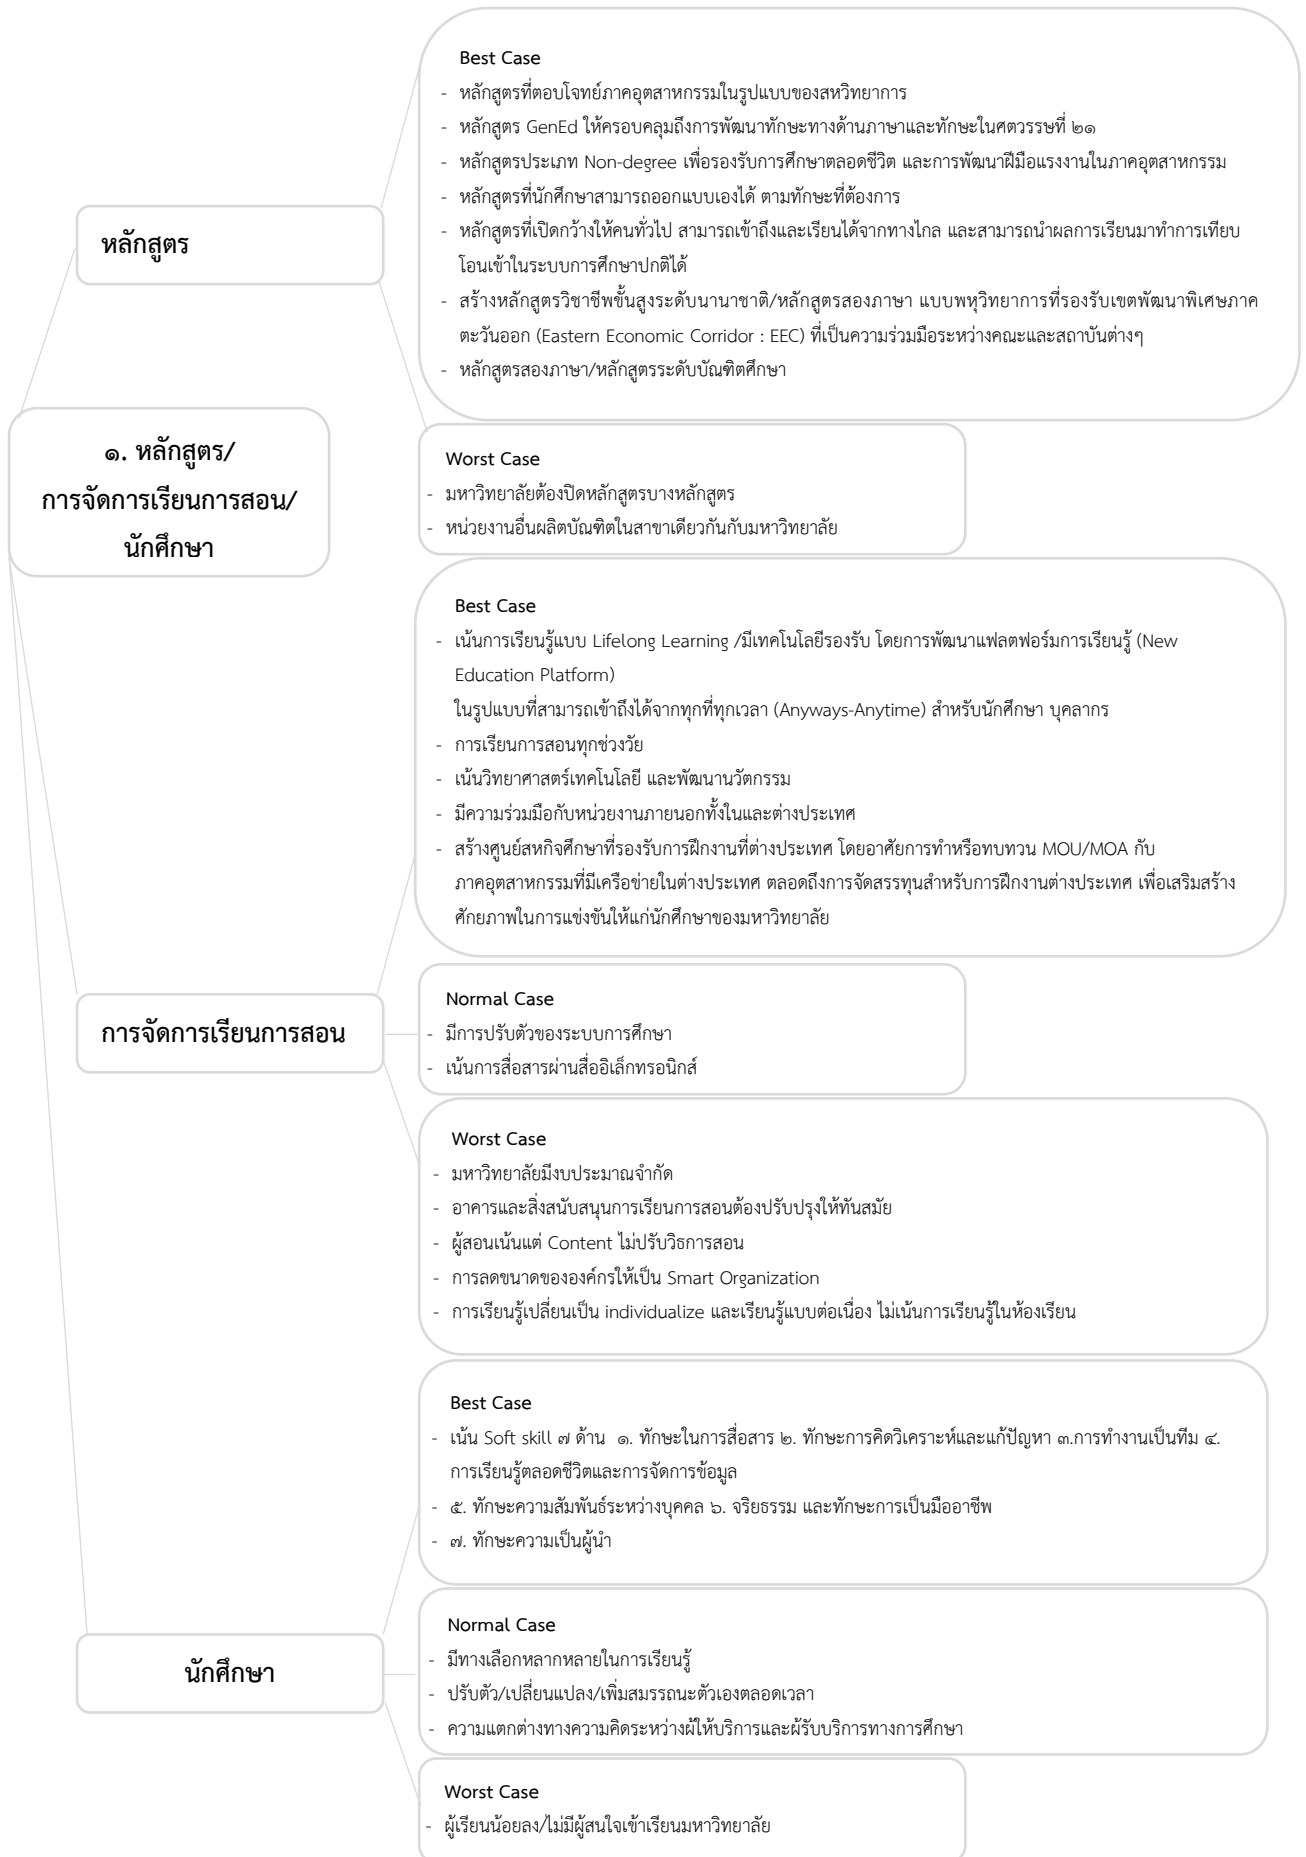 Best Case
- หลักสูตรที่ตอบโจทย์ภาคอุตสาหกรรมในรูปแบบของสหวิทยาการ
- หลักสูตร GenEd ให้ครอบคลุมถึงการพัฒนาทักษะทางด้านภาษาและทักษะในศตวรรษที่ ๒๑
- หลักสูตรประเภท Non-degree เพื่อรองรับการศึกษาตลอดชีวิต และการพัฒนาฝีมือแรงงานในภาคอุตสาหกรรม
- หลักสูตรที่นักศึกษาสามารถออกแบบเองได้ ตามทักษะที่ต้องการ
- หลักสูตรที่เปิดกว้างให้คนทั่วไป สามารถเข้าถึงและเรียนได้จากทางไกล และสามารถนำผลการเรียนมาทำการเทียบ
โอนเข้าในระบบการศึกษาปกติได้
- สร้างหลักสูตรวิชาชีพขั้นสูงระดับนานาชาติ/หลักสูตรสองภาษา แบบพหุวิทยาการที่รองรับเขตพัฒนาพิเศษภาค
ตะวันออก (Eastern Economic Corridor : EEC) ที่เป็นความร่วมมือระหว่างคณะและสถาบันต่างๆ
- หลักสูตรสองภาษา/หลักสูตรระดับบัณฑิตศึกษา
หลักสูตร
๑. หลักสูตร/
การจัดการเรียนการสอน/
นักศึกษา
Worst Case
- มหาวิทยาลัยต้องปิดหลักสูตรบางหลักสูตร
- หน่วยงานอื่นผลิตบัณฑิตในสาขาเดียวกันกับมหาวิทยาลัย
Best Case
- เน้นการเรียนรู้แบบ Lifelong Learning /มีเทคโนโลยีรองรับ โดยการพัฒนาแฟลตฟอร์มการเรียนรู้ (New
Education Platform)
ในรูปแบบที่สามารถเข้าถึงได้จากทุกที่ทุกเวลา (Anyways-Anytime) สำหรับนักศึกษา บุคลากร
- การเรียนการสอนทุกช่วงวัย
- เน้นวิทยาศาสตร์เทคโนโลยี และพัฒนานวัตกรรม
- มีความร่วมมือกับหน่วยงานภายนอกทั้งในและต่างประเทศ
- สร้างศูนย์สหกิจศึกษาที่รองรับการฝึกงานที่ต่างประเทศ โดยอาศัยการทำหรือทบทวน MOU/MOA กับ
ภาคอุตสาหกรรมที่มีเครือข่ายในต่างประเทศ ตลอดถึงการจัดสรรทุนสำหรับการฝึกงานต่างประเทศ เพื่อเสริมสร้าง
ศักยภาพในการแข่งขันให้แก่นักศึกษาของมหาวิทยาลัย
การจัดการเรียนการสอน
Normal Case
- มีการปรับตัวของระบบการศึกษา
- เน้นการสื่อสารผ่านสื่ออิเล็กทรอนิกส์
Worst Case
- มหาวิทยาลัยมีงบประมาณจำกัด
- อาคารและสิ่งสนับสนุนการเรียนการสอนต้องปรับปรุงให้ทันสมัย
- ผู้สอนเน้นแต่ Content ไม่ปรับวิธการสอน
- การลดขนาดขององค์กรให้เป็น Smart Organization
- การเรียนรู้เปลี่ยนเป็น individualize และเรียนรู้แบบต่อเนื่อง ไม่เน้นการเรียนรู้ในห้องเรียน
Best Case
- เน้น Soft skill ๗ ด้าน ๑. ทักษะในการสื่อสาร ๒. ทักษะการคิดวิเคราะห์และแก้ปัญหา ๓.การทำงานเป็นทีม ๔.
การเรียนรู้ตลอดชีวิตและการจัดการข้อมูล
- ๕. ทักษะความสัมพันธ์ระหว่างบุคคล ๖. จริยธรรม และทักษะการเป็นมืออาชีพ
- ๗. ทักษะความเป็นผู้นำ
นักศึกษา
Normal Case
- มีทางเลือกหลากหลายในการเรียนรู้
- ปรับตัว/เปลี่ยนแปลง/เพิ่มสมรรถนะตัวเองตลอดเวลา
- ความแตกต่างทางความคิดระหว่างผู้ให้บริการและผู้รับบริการทางการศึกษา
Worst Case
- ผู้เรียนน้อยลง/ไม่มีผู้สนใจเข้าเรียนมหาวิทยาลัย